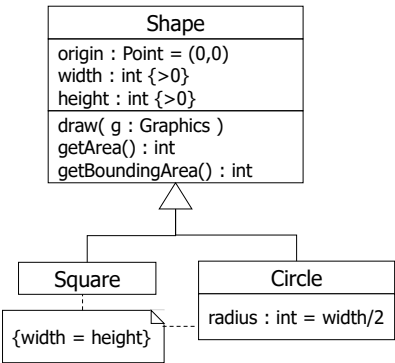 Shape
origin : Point = (0,0)
width : int {>0}
height : int {>0}
draw( g : Graphics )
getArea() : int
getBoundingArea() : int
Square
Circle
radius : int = width/2
{width = height}